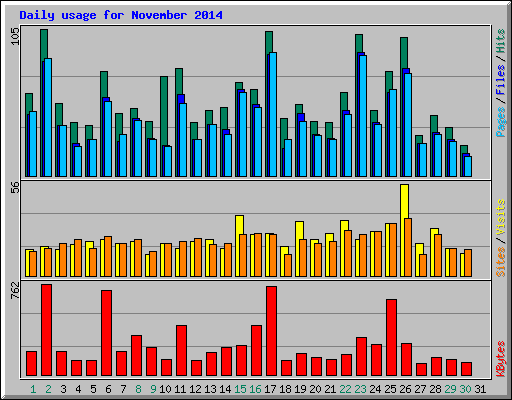 Daily usage for November 2014
105
56
762
Pages / Files / Hits
Sites / Visits
KBytes
1 2 3 4 5 6 7 8 9 10 11 12 13 14 15 16 17 18 19 20 21 22 23 24 25 26 27 28 29 30 31